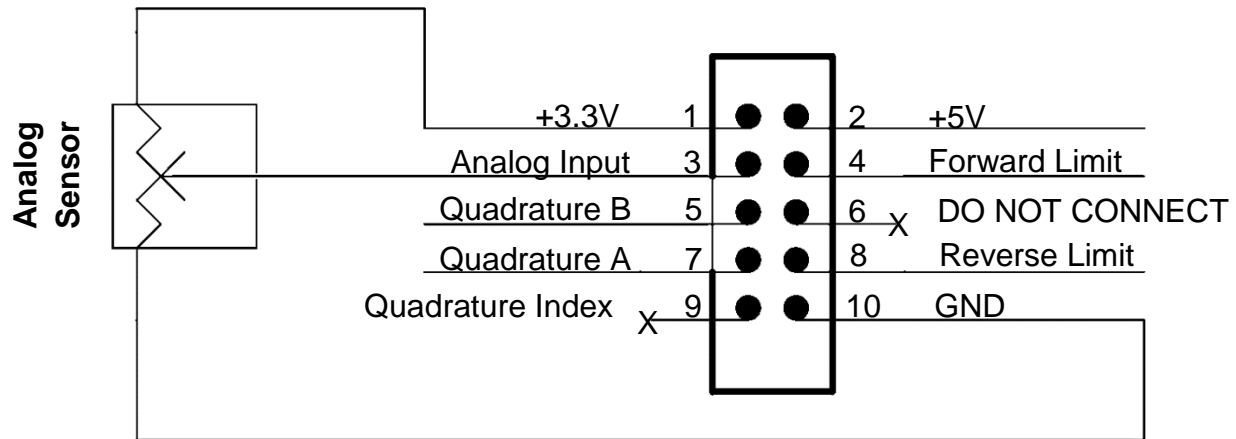 Analog
Sensor
+3.3V 1 2 +5V
Analog Input 3 4 Forward Limit
Quadrature B 5 6 X DO NOT CONNECT
Quadrature A 7 8 Reverse Limit
Quadrature Index X 9 10 GND